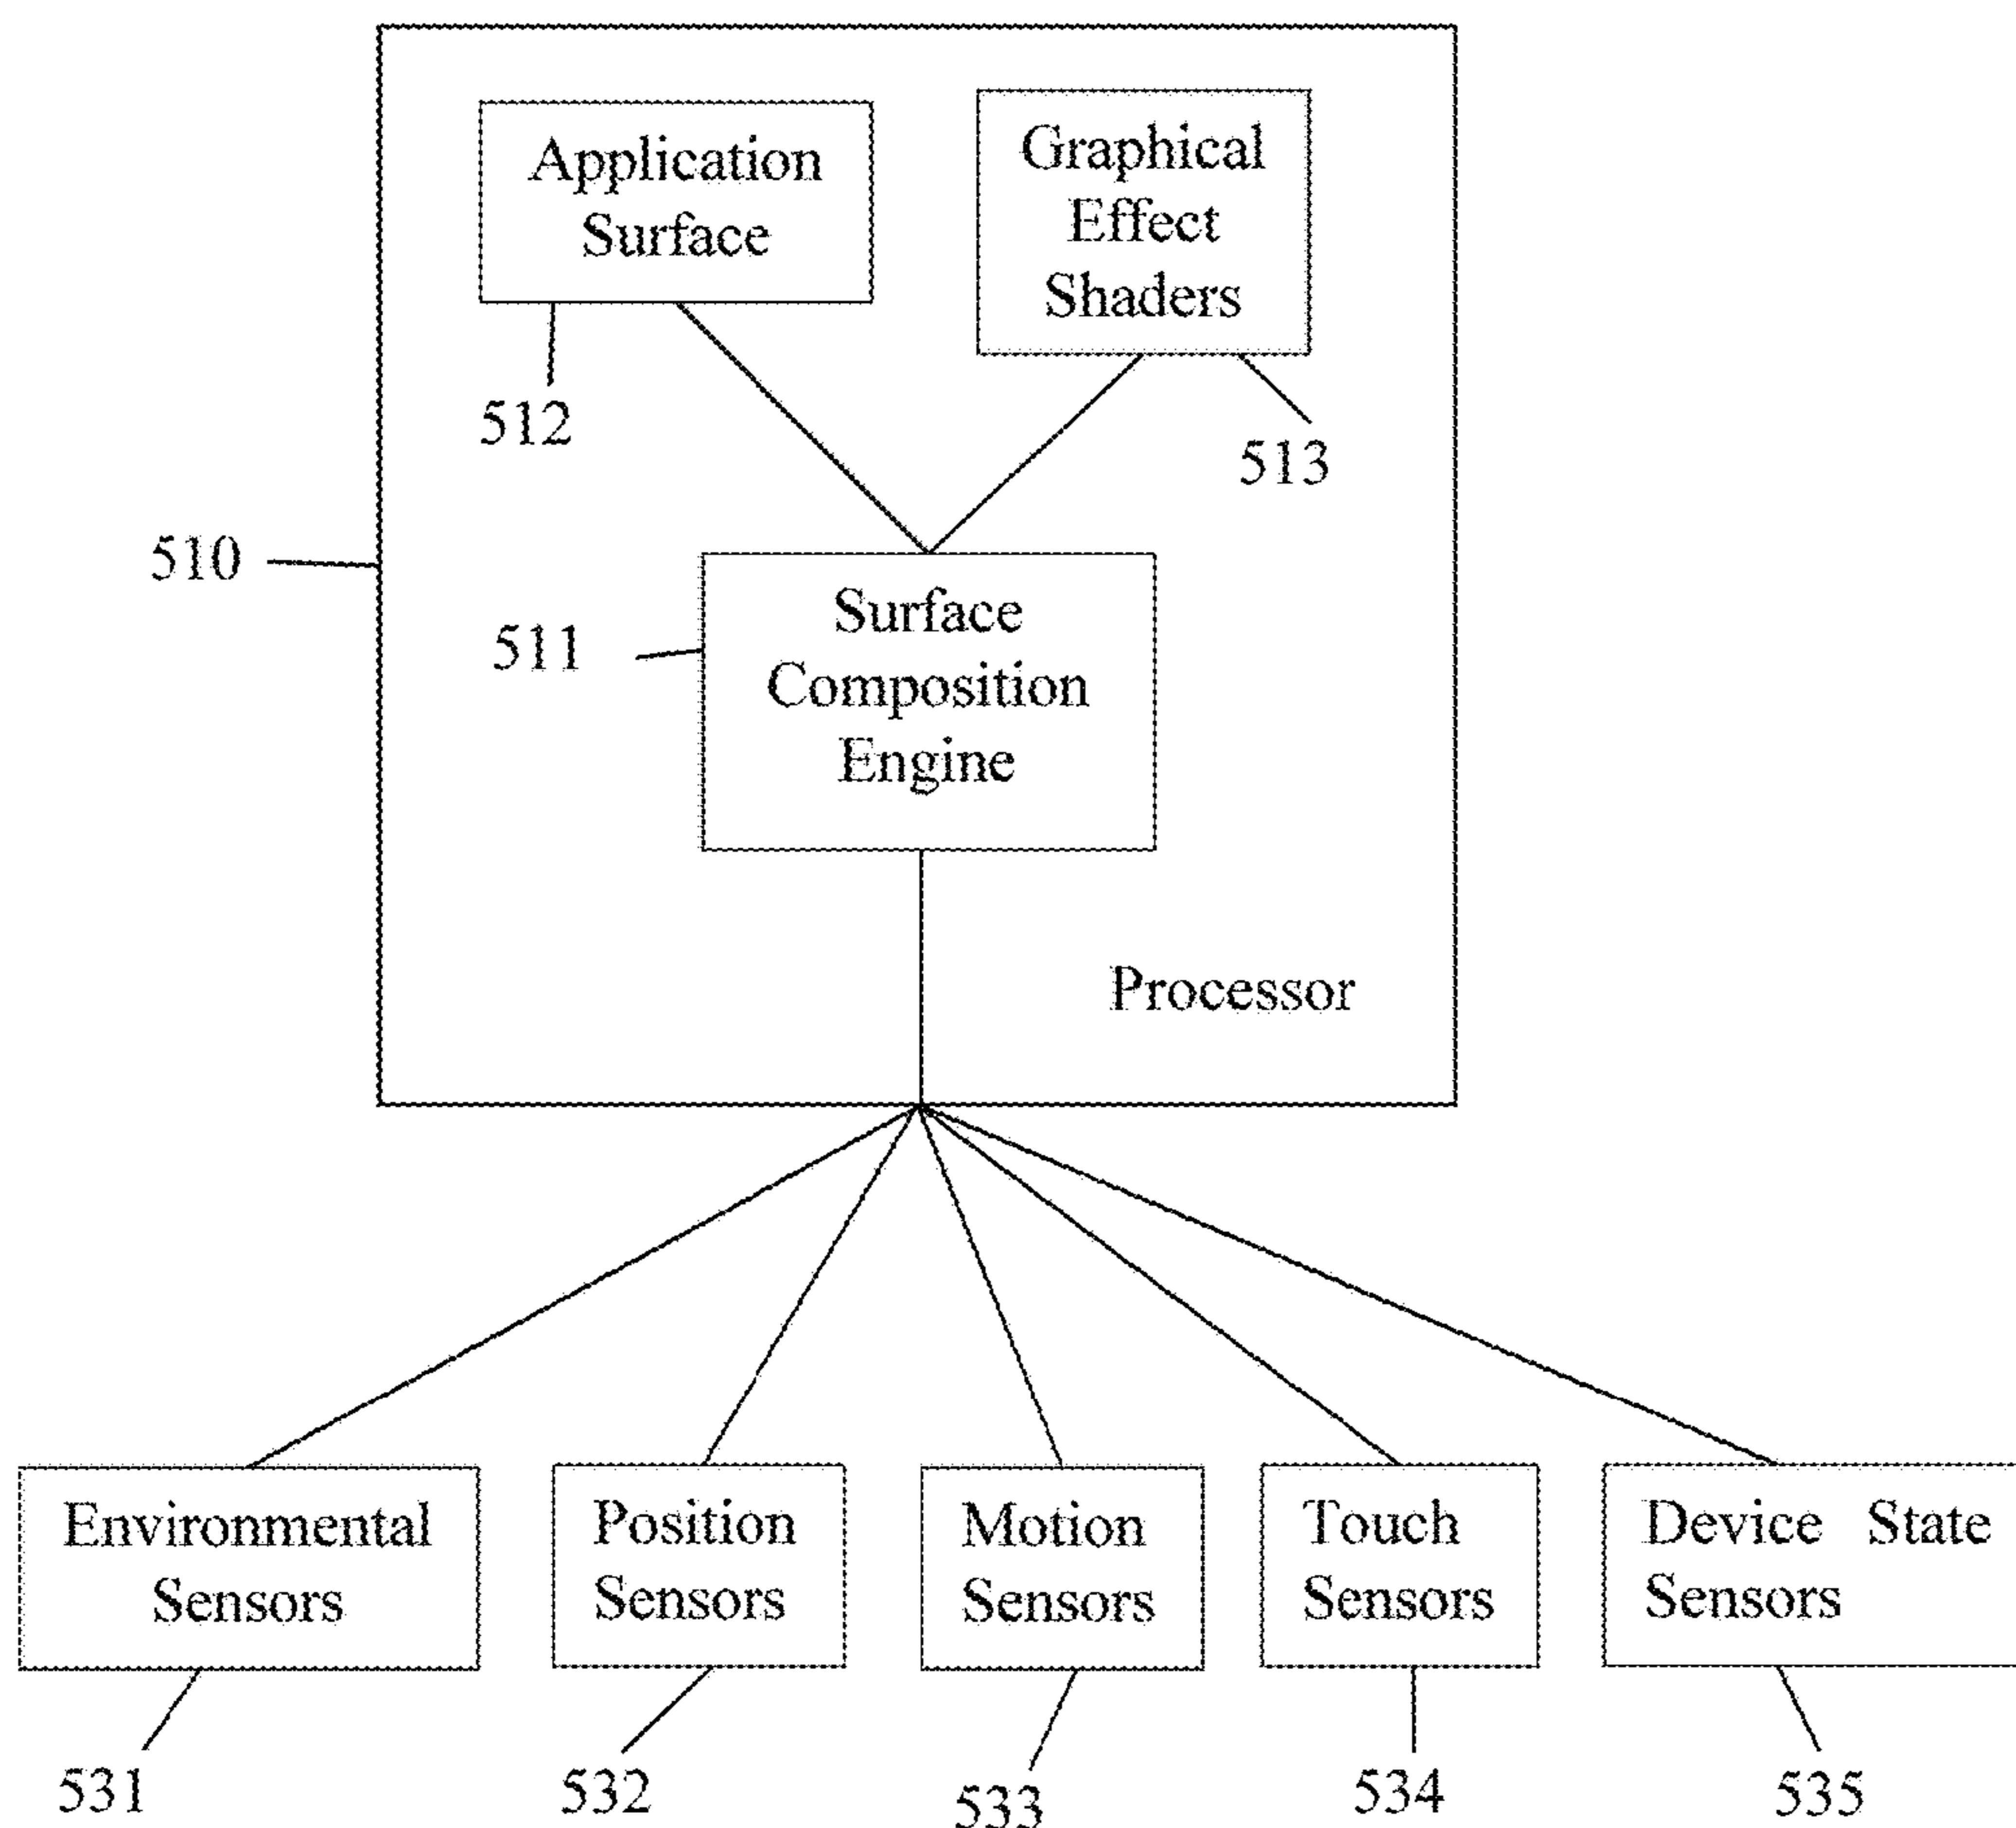 Application
Surface
Graphical
Effect
Shaders
512
513
510
511
Surface
Composition
Engine
Processor
Environmental
Sensors
Position
Sensors
Motion
Sensors
Touch
Sensors
Device State
Sensors
531
532
533
534
535